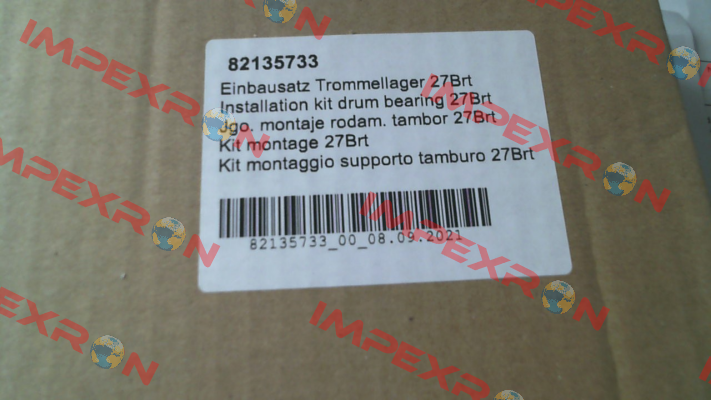 82135733
Einbausatz Trommellager 27Brt
Installation kit drum bearing 27Brt
Jgo. montaje rodam. tambor 27Brt
Kit montage 27Brt
Kit montaggio supporto tamburo 27Brt
82135733_00_08.09.2021
IMPEXRON
IMPEXRON
IMPEXRON
IMPEXRON
IMPEXRON
IMPEXRON
IMPEXRON